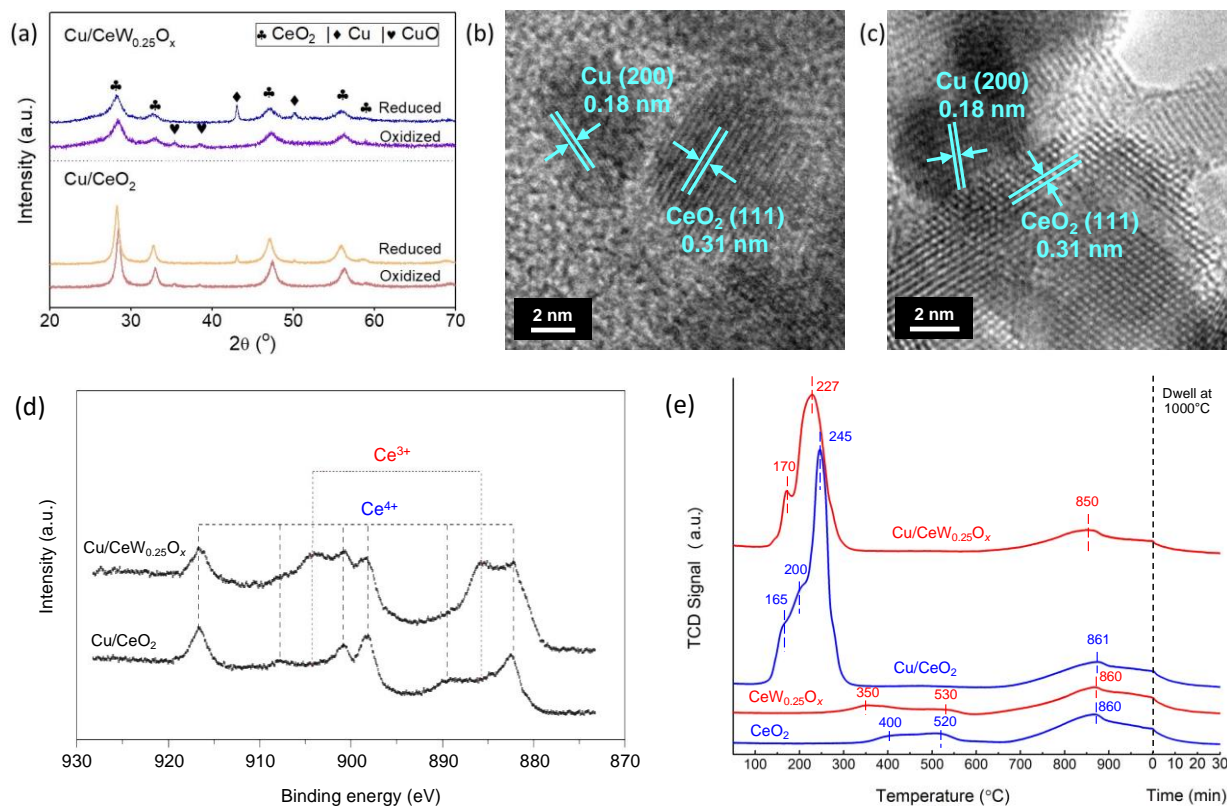 (a)
Cu/CeW0.25Ox
♣ CeO2 |♦ Cu |♥ CuO
Reduced
Oxidized
Cu/CeO2
Reduced
Oxidized
Intensity (a.u.)
20 30 40 50 60 70
2θ (°)
(b)
Cu (200)
0.18 nm
CeO2 (111)
0.31 nm
2 nm
(c)
Cu (200)
0.18 nm
CeO2 (111)
0.31 nm
2 nm
(d)
Ce3+
Ce4+
Cu/CeW0.25Ox
Cu/CeO2
Intensity (a.u.)
930 920 910 900 890 880 870
Binding energy (eV)
(e)
227
Dwell at
1000°C
245
170
850
Cu/CeW0.25Ox
200
165
861
Cu/CeO2
860
CeW0.25Ox
350
530
860
400
520
CeO2
TCD Signal ( a.u.)
100 200 300 400 500 600 700 800 900 0 10 20 30
Temperature (°C)
Time (min)